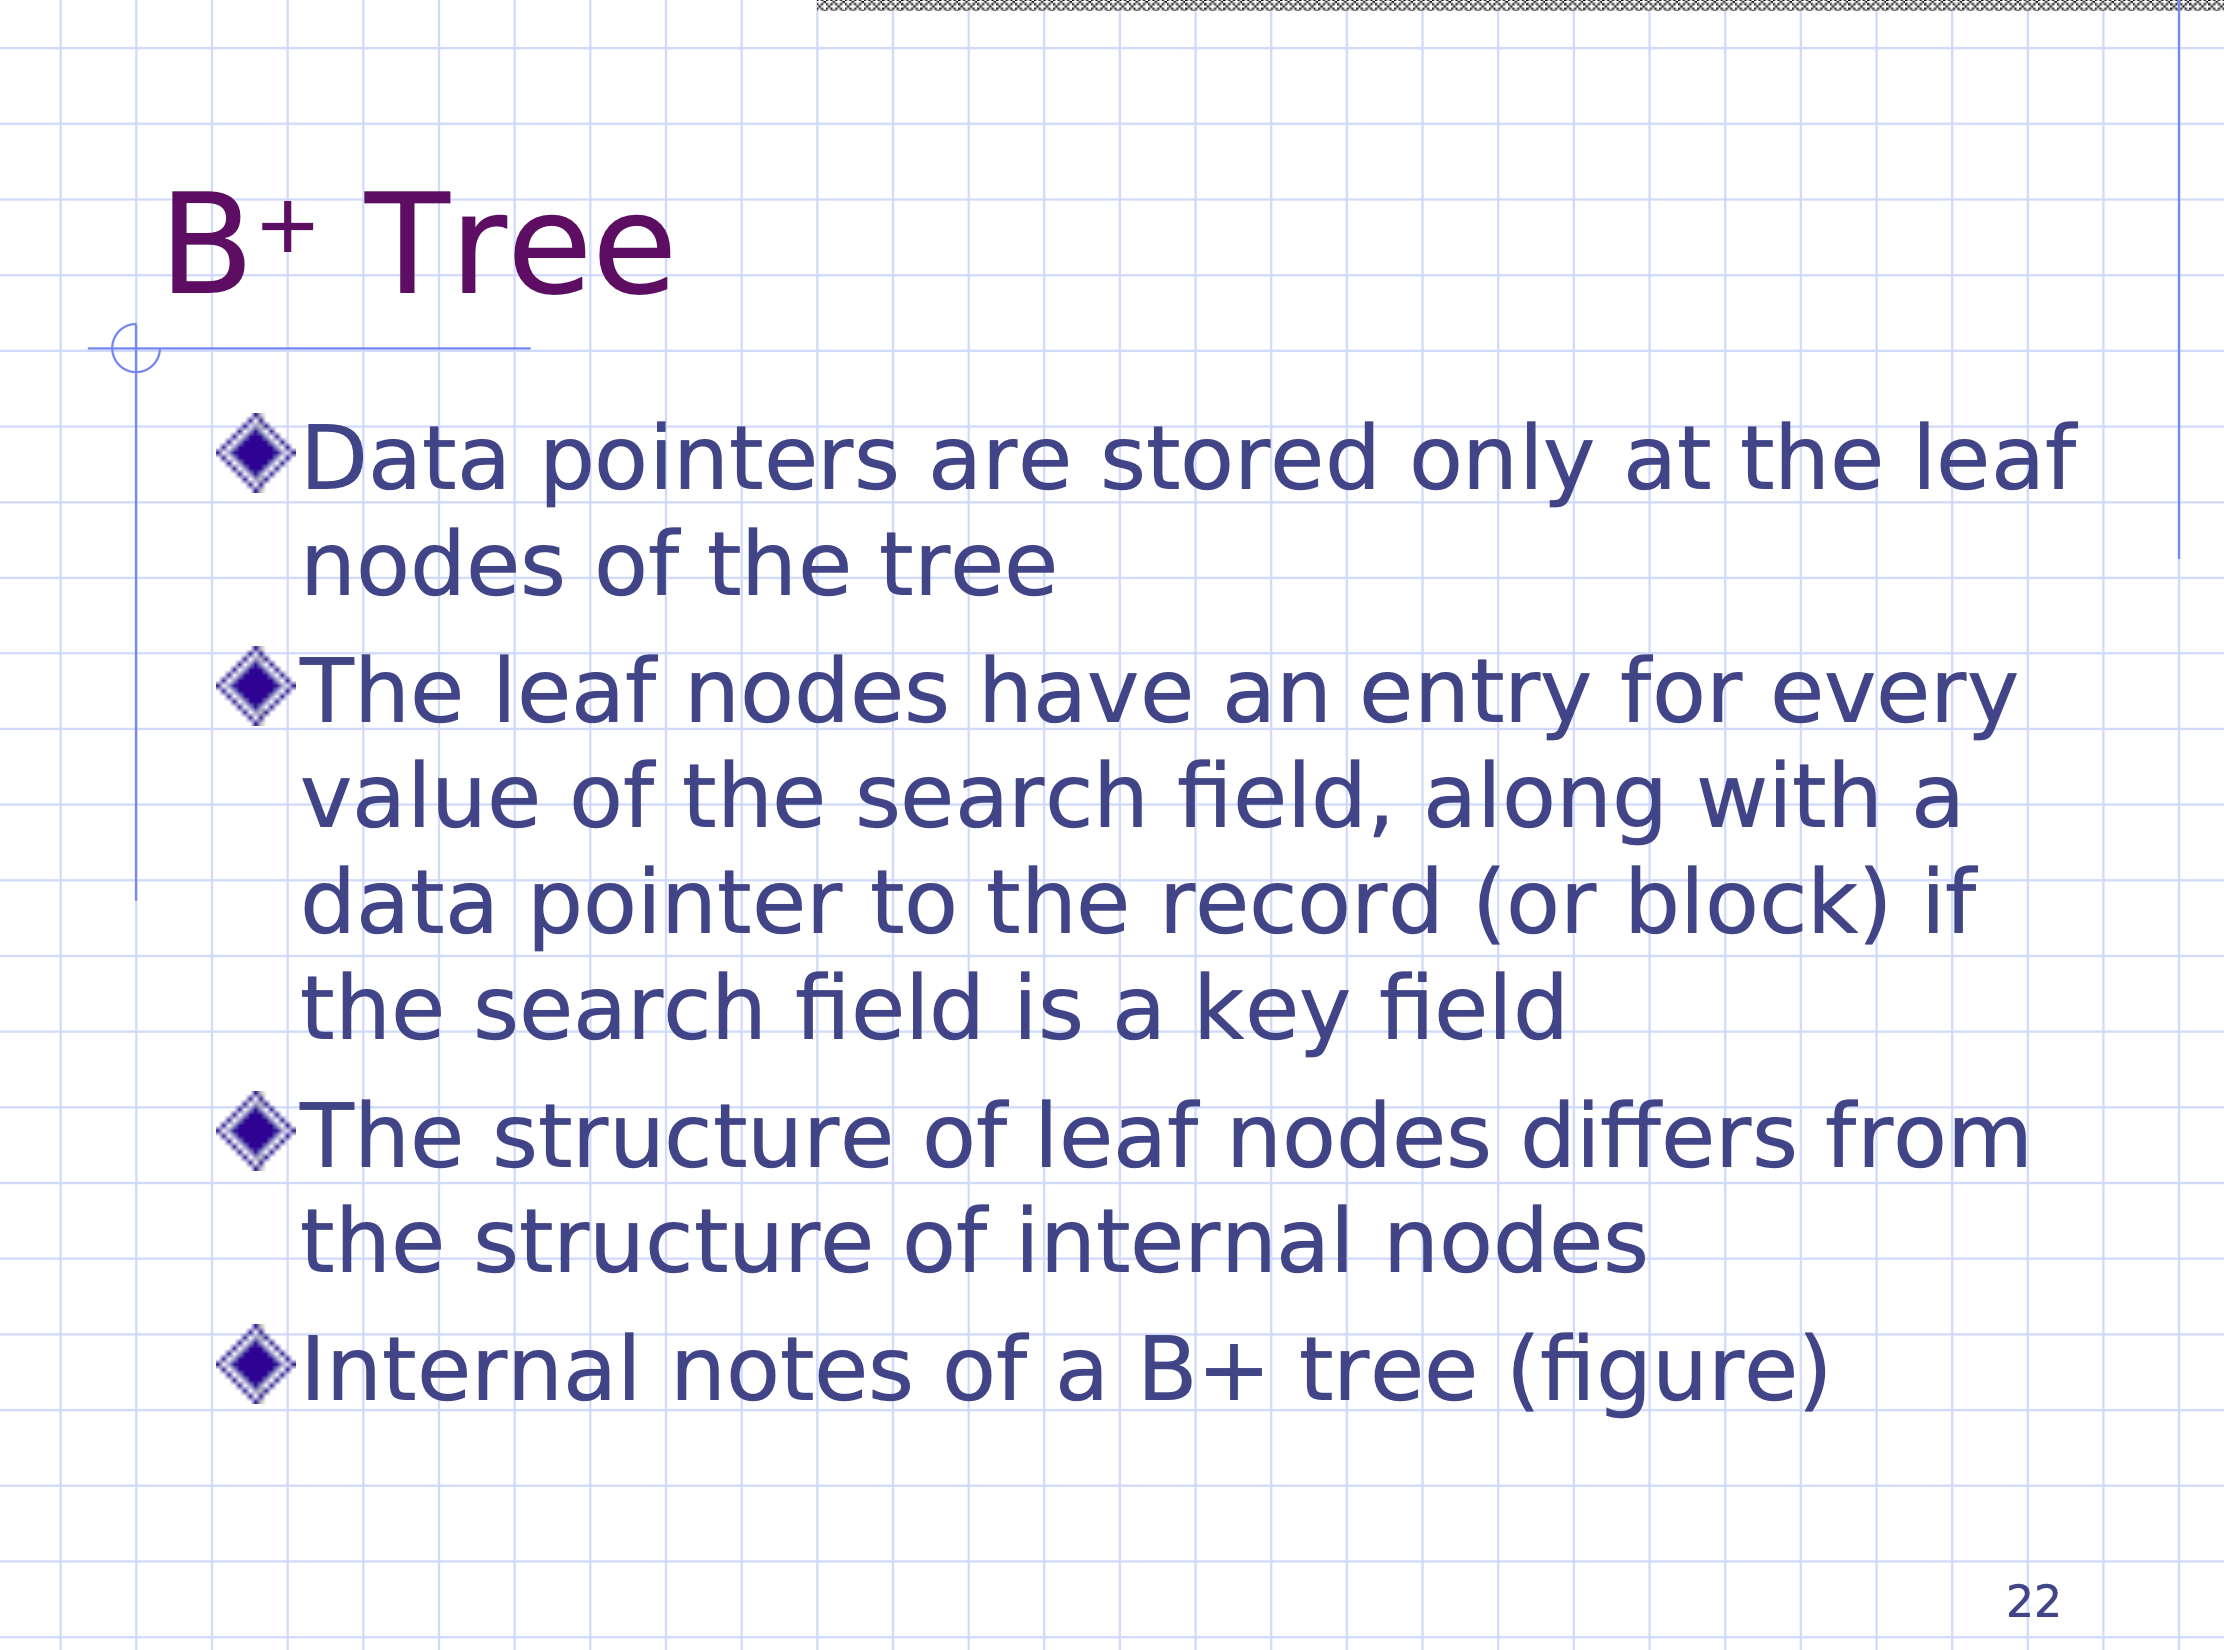 B⁺ Tree
Data pointers are stored only at the leaf
nodes of the tree
The leaf nodes have an entry for every
value of the search field, along with a
data pointer to the record (or block) if
the search field is a key field
The structure of leaf nodes differs from
the structure of internal nodes
Internal notes of a B+ tree (figure)
22